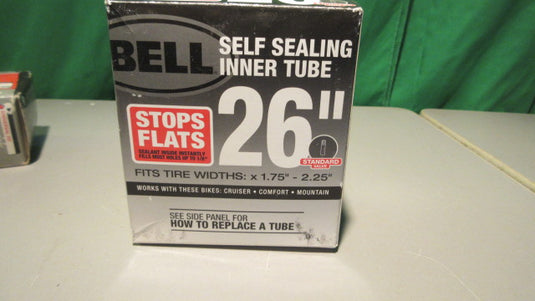 BELL
SELF SEALING
INNER TUBE
26"
STOPS
FLATS
SEALANT INSIDE INSTANTLY
FILLS MOST HOLES UP TO 1/8"
STANDARD
VALVE
FITS TIRE WIDTHS: x 1.75" - 2.25"
WORKS WITH THESE BIKES: CRUISER • COMFORT • MOUNTAIN
SEE SIDE PANEL FOR
HOW TO REPLACE A TUBE